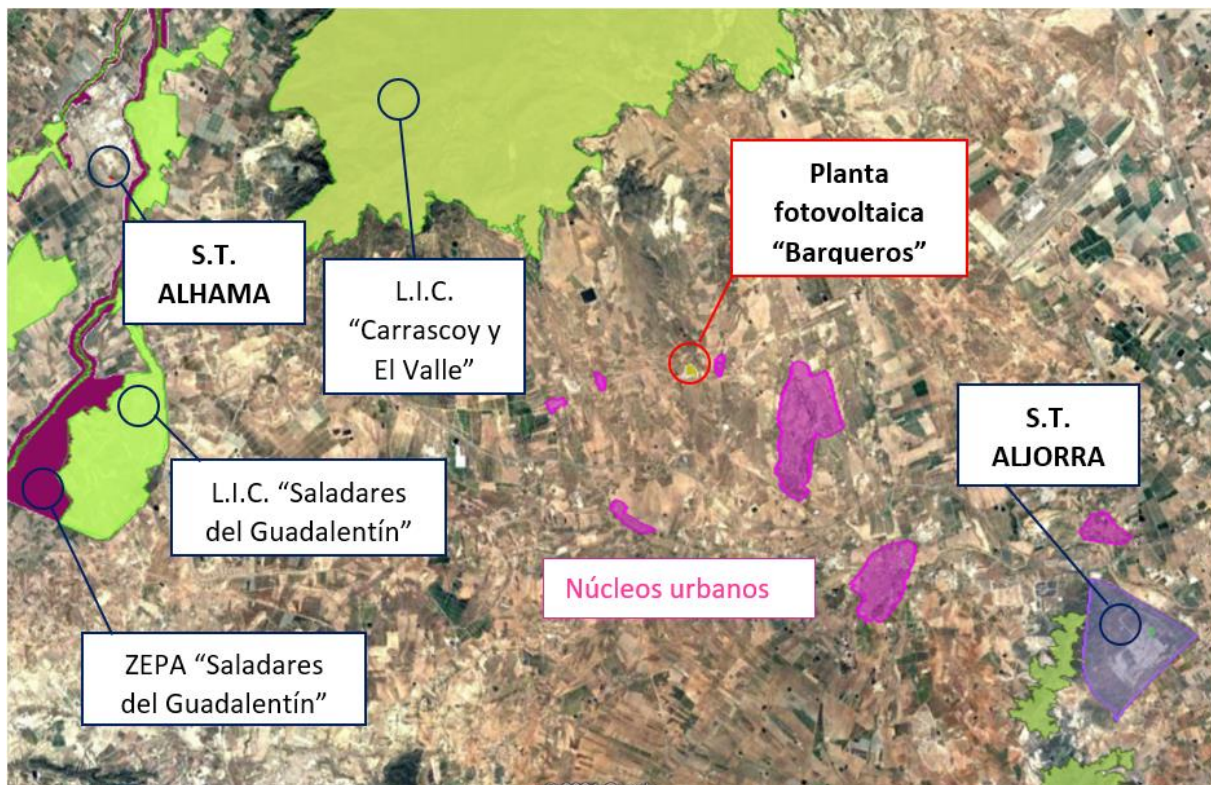 Planta
fotovoltaica
“Barqueros”
S.T.
ALHAMA
L.I.C.
“Carrascoy y
El Valle”
S.T.
ALJORRA
L.I.C. “Saladares
del Guadalentín”
Núcleos urbanos
ZEPA “Saladares
del Guadalentín”